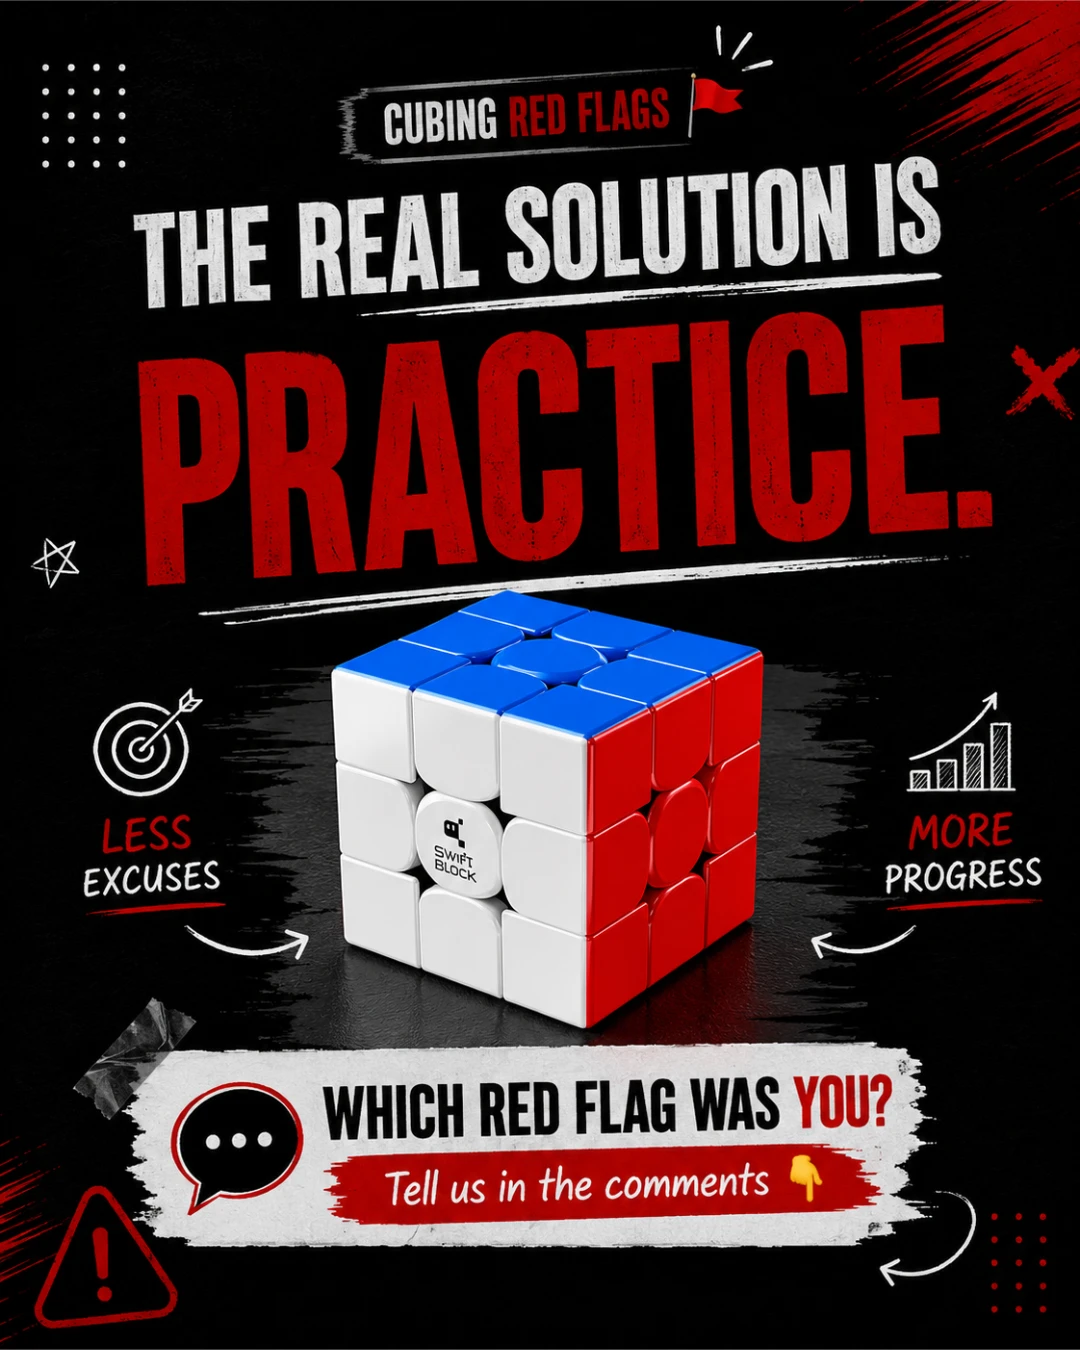 CUBING RED FLAGS
THE REAL SOLUTION IS
PRACTICE.
LESS
EXCUSES
MORE
PROGRESS
SWIFT
BLOCK
WHICH RED FLAG WAS YOU?
Tell us in the comments 👇